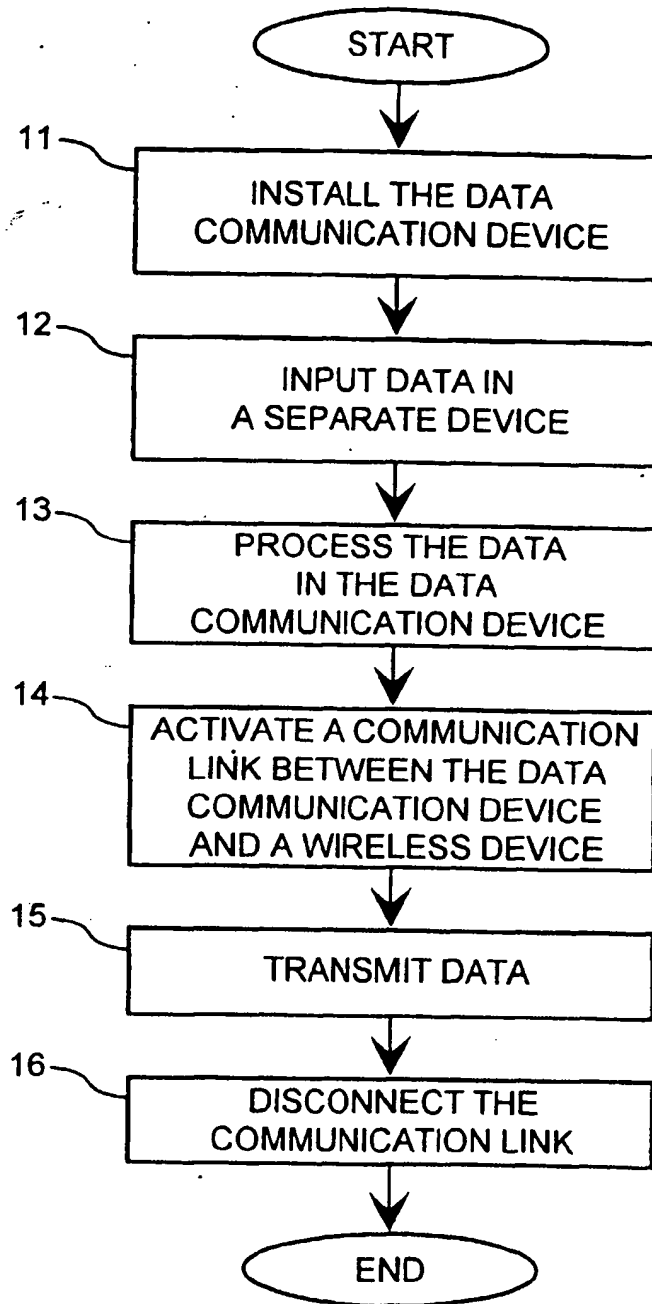 START
11
INSTALL THE DATA
COMMUNICATION DEVICE
12
INPUT DATA IN
A SEPARATE DEVICE
13
PROCESS THE DATA
IN THE DATA
COMMUNICATION DEVICE
14
ACTIVATE A COMMUNICATION
LINK BETWEEN THE DATA
COMMUNICATION DEVICE
AND A WIRELESS DEVICE
15
TRANSMIT DATA
16
DISCONNECT THE
COMMUNICATION LINK
END